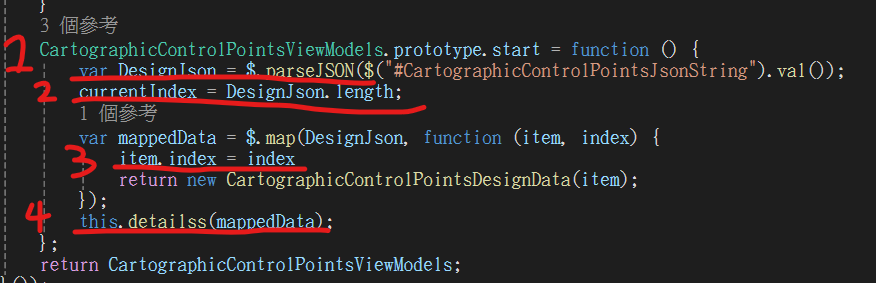 }
3 個參考
1 CartographicControlPointsViewModels.prototype.start = function () {
var DesignJson = $.parseJSON($("#CartographicControlPointsJsonString").val());
2 currentIndex = DesignJson.length;
1 個參考
var mappedData = $.map(DesignJson, function (item, index) {
3 item.index = index
return new CartographicControlPointsDesignData(item);
});
4 this.detailss(mappedData);
};
return CartographicControlPointsViewModels;
}());